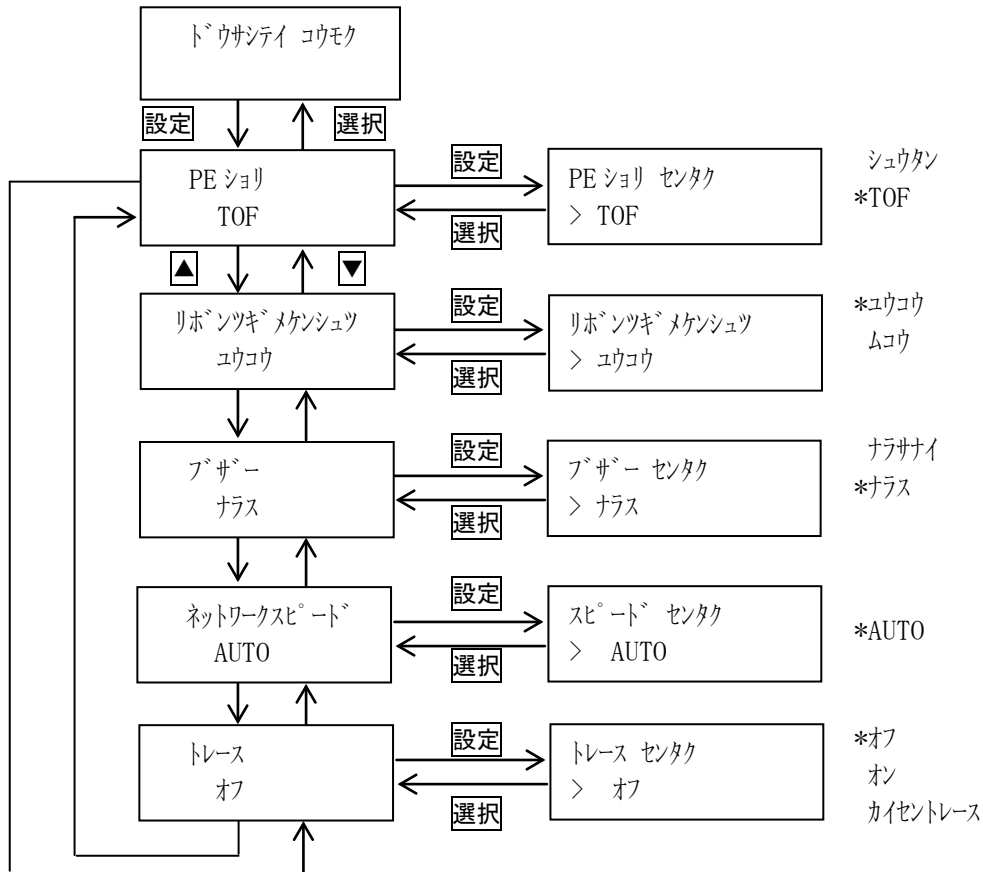 ﾄﾞｳｻｼﾃｲ ｺｳﾓｸ
設定
選択
PE ｼｮﾘ
TOF
設定
選択
PE ｼｮﾘ ｾﾝﾀｸ
> TOF
ｼｭｳﾀﾝ
*TOF
▲
▼
ﾘﾎﾞﾝﾂｷﾞﾒｹﾝｼｭﾂ
ﾕｳｺｳ
設定
選択
ﾘﾎﾞﾝﾂｷﾞﾒｹﾝｼｭﾂ
> ﾕｳｺｳ
*ﾕｳｺｳ
ﾑｺｳ
ﾌﾞｻﾞｰ
ﾅﾗｽ
設定
選択
ﾌﾞｻﾞｰ ｾﾝﾀｸ
> ﾅﾗｽ
ﾅﾗｻﾅｲ
*ﾅﾗｽ
ﾈｯﾄﾜｰｸｽﾋﾟｰﾄﾞ
AUTO
設定
選択
ｽﾋﾟｰﾄﾞ ｾﾝﾀｸ
> AUTO
*AUTO
ﾄﾚｰｽ
ｵﾌ
設定
選択
ﾄﾚｰｽ ｾﾝﾀｸ
> ｵﾌ
*ｵﾌ
ｵﾝ
ｶｲｾﾝﾄﾚｰｽ